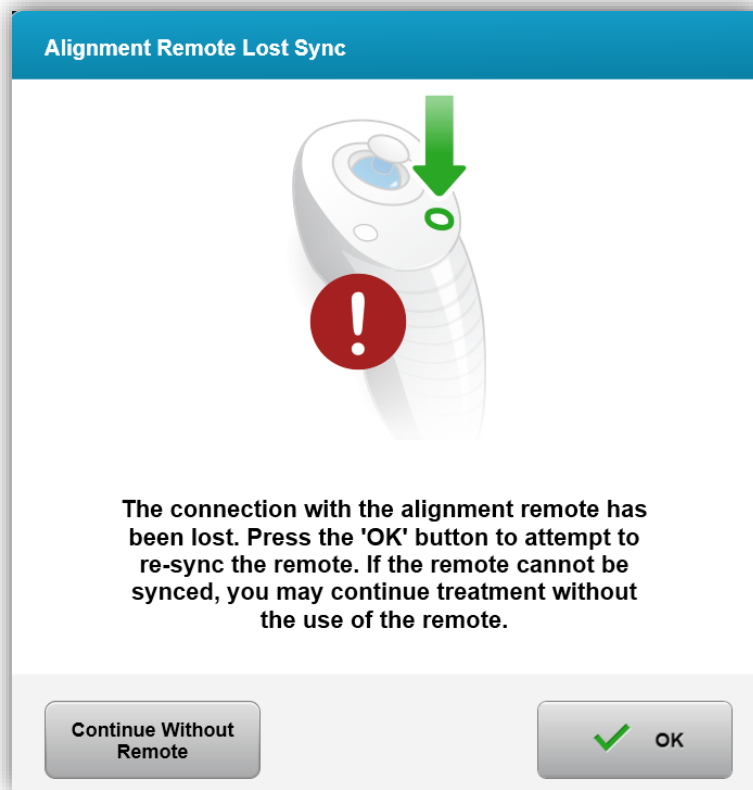 Alignment Remote Lost Sync
The connection with the alignment remote has
been lost. Press the 'OK' button to attempt to
re-sync the remote. If the remote cannot be
synced, you may continue treatment without
the use of the remote.
Continue Without
Remote
OK